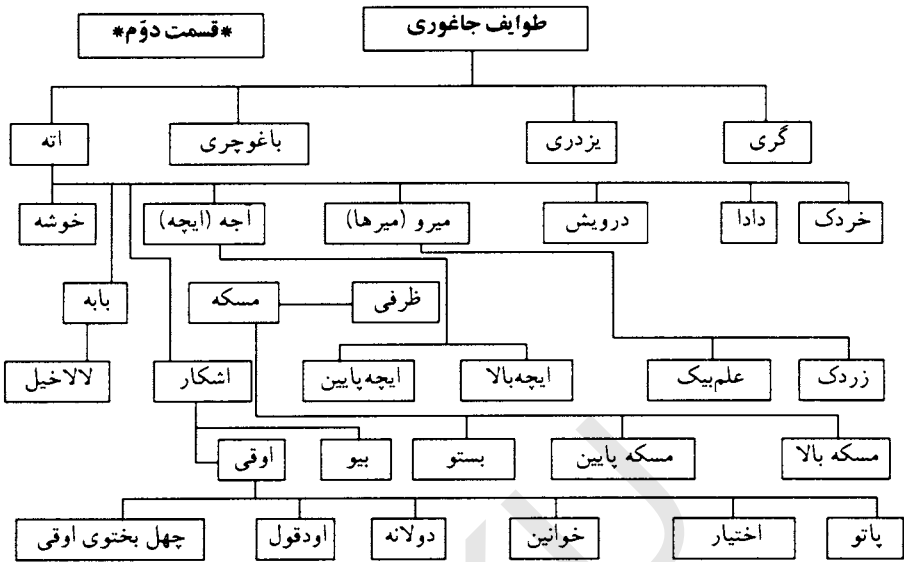 طوایف جاغوری
*قسمت دوّم*
گری
یزدری
باغوچری
اته
خردک
دادا
درویش
میرو (میرها)
آجه (ایچه)
خوشه
ظرفی
مسکه
بابه
زردک
علم‌بیک
ایچه‌بالا
ایچه‌پایین
اشکار
لالاخیل
مسکه بالا
مسکه پایین
بستو
بیو
اوقی
پاتو
اختیار
خوانین
دولانه
اودقول
چهل بختوی اوقی